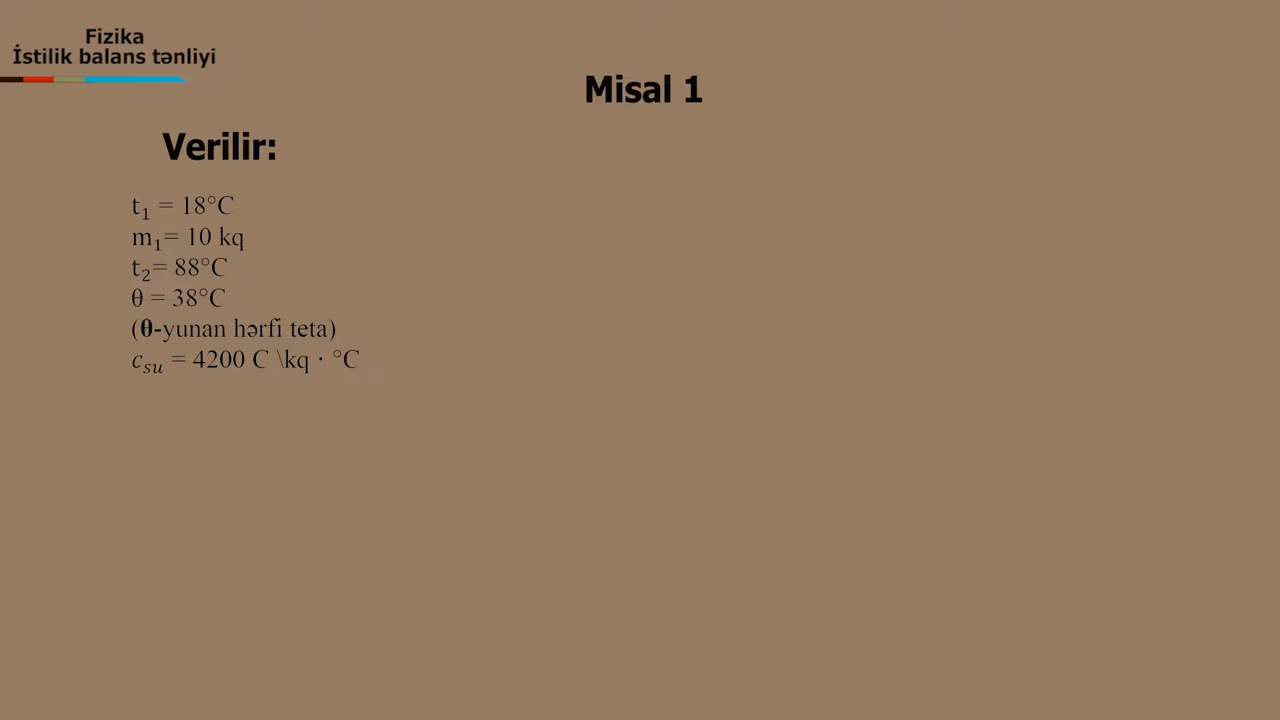 Fizika
İstilik balans tənliyi
Misal 1
Verilir:
t₁ = 18°C
m₁= 10 kq
t₂= 88°C
θ = 38°C
(θ-yunan hərfi teta)
c𝑠𝑢 = 4200 C \kq · °C